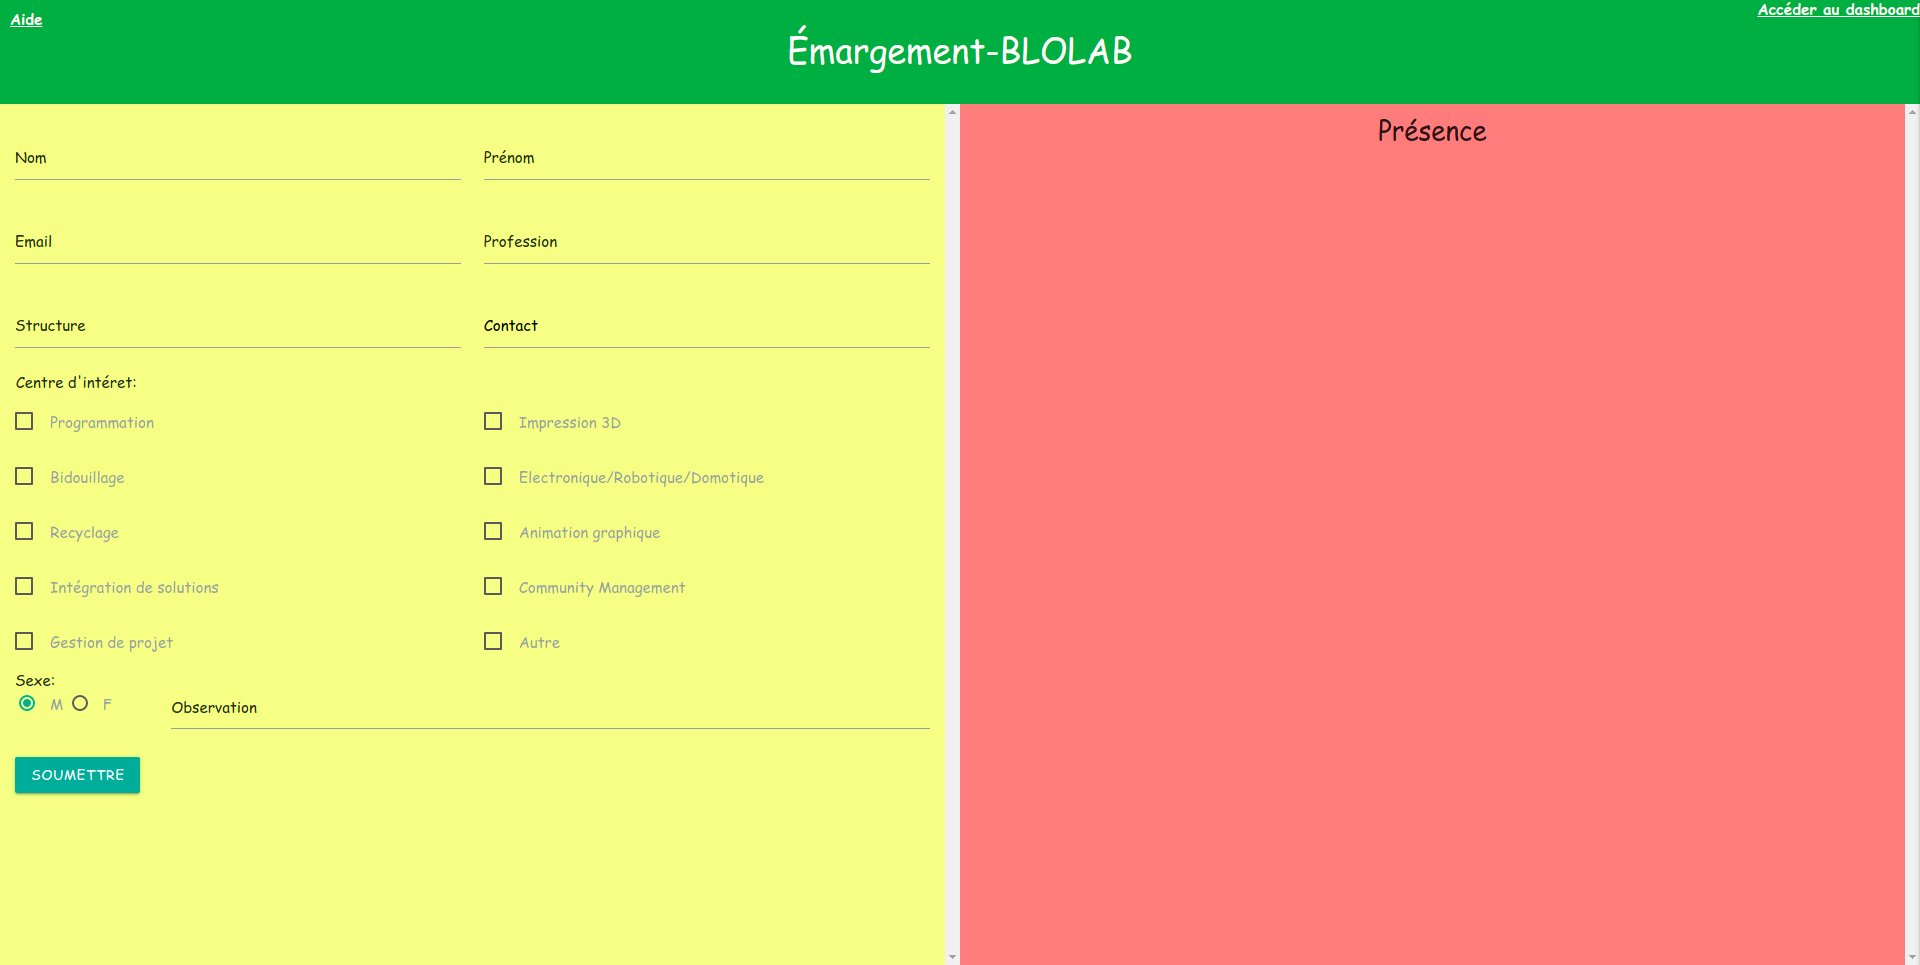 Aide
Accéder au dashboard
Émargement-BLOLAB
Nom
Prénom
Email
Profession
Structure
Contact
Centre d'intéret:
Programmation
Impression 3D
Bidouillage
Electronique/Robotique/Domotique
Recyclage
Animation graphique
Intégration de solutions
Community Management
Gestion de projet
Autre
Sexe:
M F
Observation
SOUMETTRE
Présence